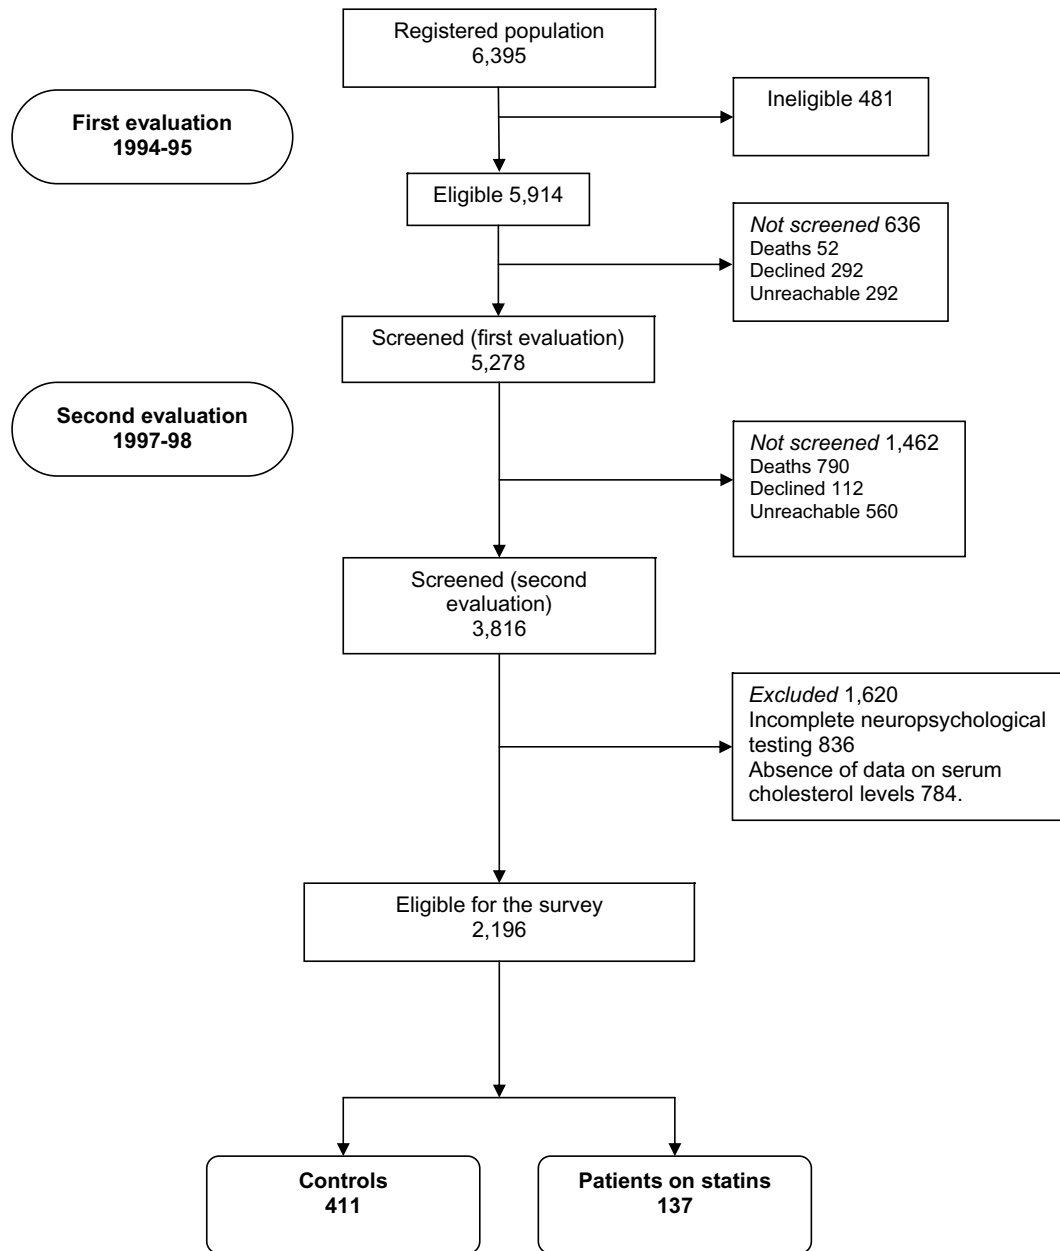 Registered population
6,395
Ineligible 481
First evaluation
1994-95
Eligible 5,914
Not screened 636
Deaths 52
Declined 292
Unreachable 292
Screened (first evaluation)
5,278
Second evaluation
1997-98
Not screened 1,462
Deaths 790
Declined 112
Unreachable 560
Screened (second
evaluation)
3,816
Excluded 1,620
Incomplete neuropsychological
testing 836
Absence of data on serum
cholesterol levels 784.
Eligible for the survey
2,196
Controls
411
Patients on statins
137